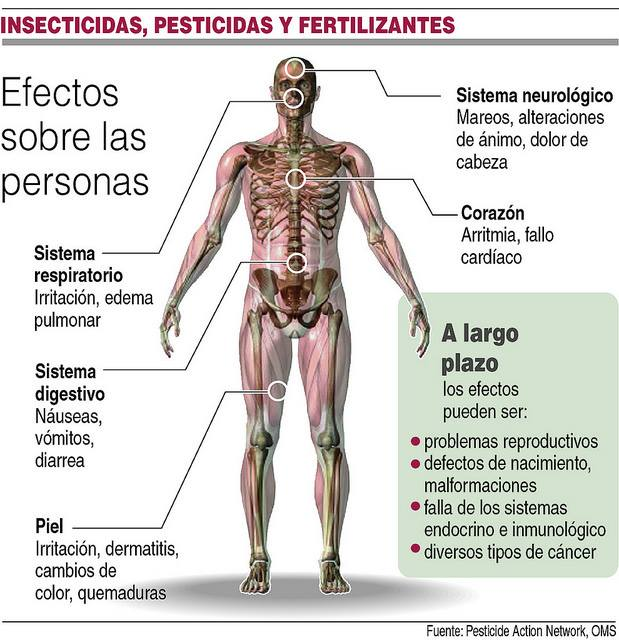 INSECTICIDAS, PESTICIDAS Y FERTILIZANTES
Efectos
sobre las
personas
Sistema neurológico
Mareos, alteraciones
de ánimo, dolor de
cabeza
Corazón
Arritmia, fallo
cardíaco
Sistema
respiratorio
Irritación, edema
pulmonar
Sistema
digestivo
Náuseas,
vómitos,
diarrea
Piel
Irritación, dermatitis,
cambios de
color, quemaduras
A largo
plazo
los efectos
pueden ser:
• problemas reproductivos
• defectos de nacimiento,
malformaciones
• falla de los sistemas
endocrino e inmunológico
• diversos tipos de cáncer
Fuente: Pesticide Action Network, OMS